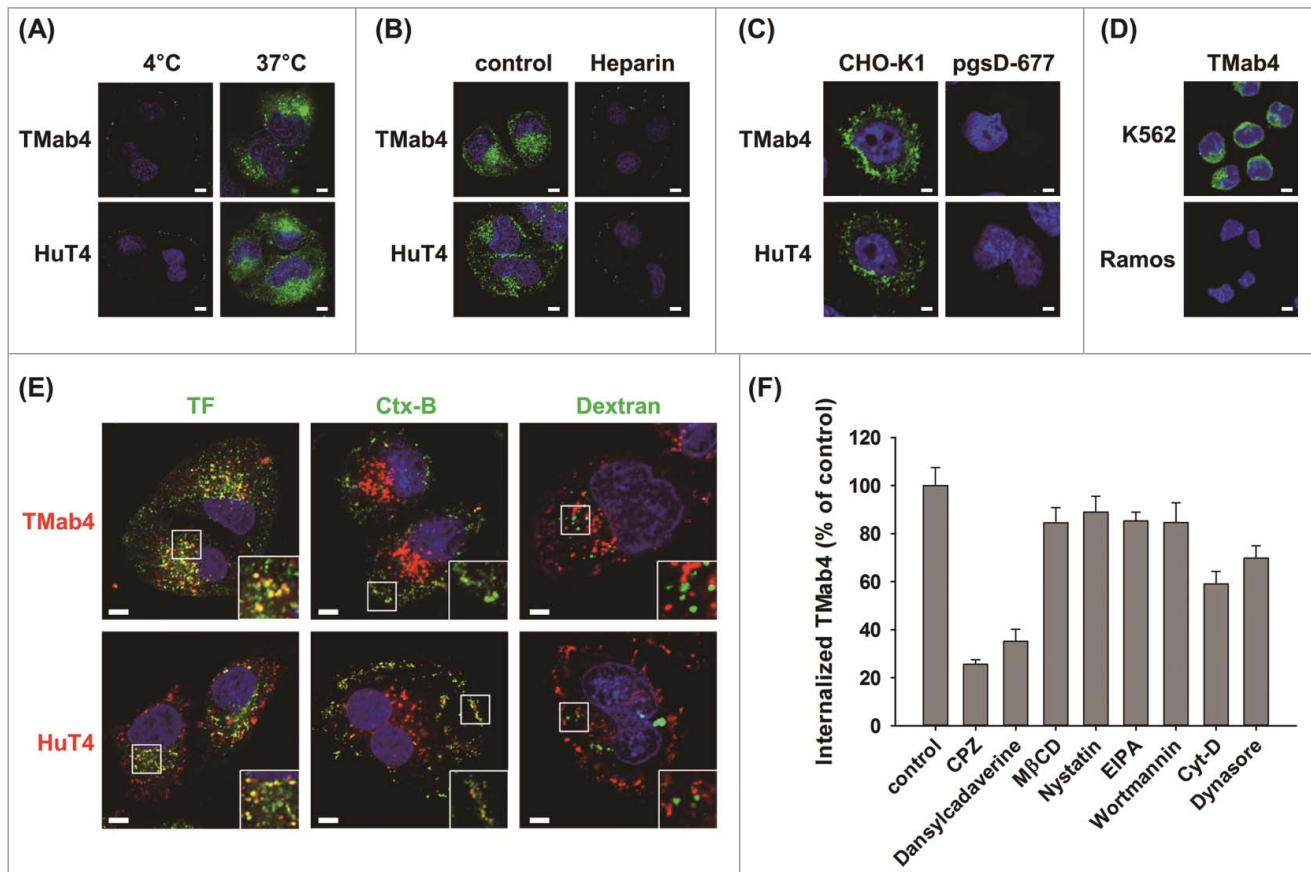 (A)
4°C 37°C
TMab4
HuT4
(B)
control Heparin
TMab4
HuT4
(C)
CHO-K1 pgsD-677
TMab4
HuT4
(D)
TMab4
K562
Ramos
(E)
TF Ctx-B Dextran
TMab4
HuT4
(F)
Internalized TMab4 (% of control)
120
100
80
60
40
20
0
control
CPZ
Dansylcadaverine
MβCD
Nystatin
EIPA
Wortmannin
Cyt-D
Dynasore